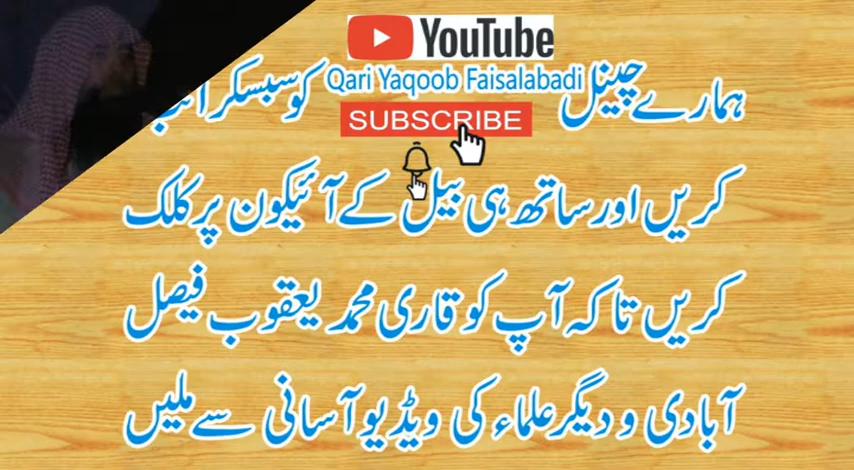 YouTube
ہمارے چینل Qari Yaqoob Faisalabadi کو سبسکرائب
SUBSCRIBE
کریں اور ساتھ ہی بیل کے آئیکون پر کلک
کریں تاکہ آپ کو قاری محمد یعقوب فیصل
آبادی و دیگر علماء کی ویڈیو آسانی سے ملیں